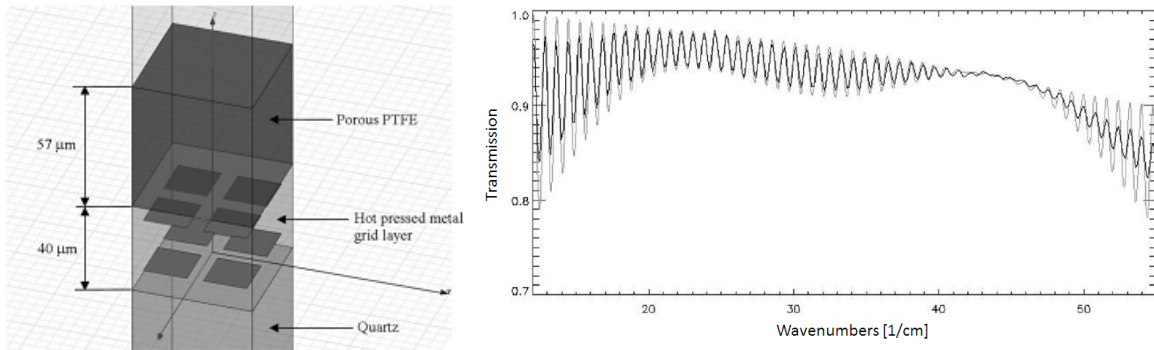 57 μm
40 μm
Porous PTFE
Hot pressed metal
grid layer
Quartz
z
Transmission
1.0
0.9
0.8
0.7
20
30
40
50
Wavenumbers [1/cm]